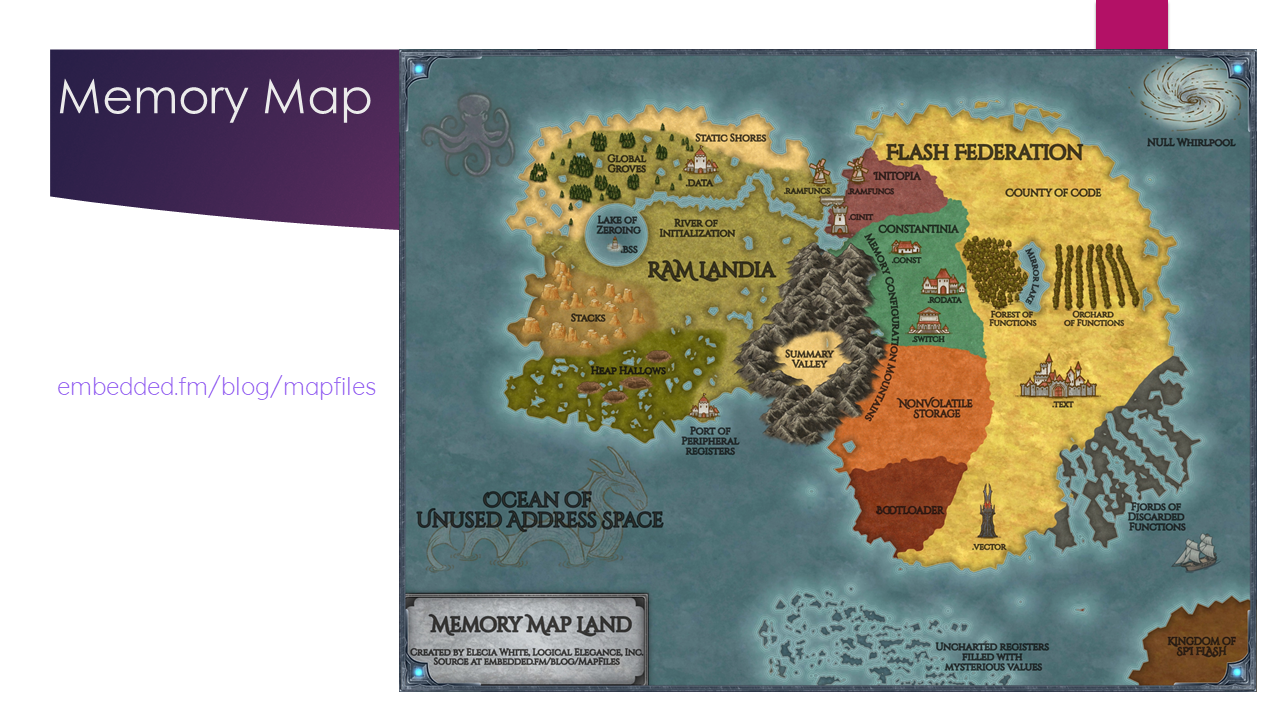 Memory Map
embedded.fm/blog/mapfiles
NULL WHIRLPOOL
STATIC SHORES
GLOBAL
GROVES
.DATA
.RAMFUNCS
.RAMFUNCS
INITOPIA
FLASH FEDERATION
COUNTY OF CODE
LAKE OF
ZEROING
.BSS
RIVER OF
INITIALIZATION
.CINIT
CONSTANTINIA
.CONST
RAM LANDIA
MEMORY CONFIGURATION MOUNTAINS
.RODATA
MIRROR LAKE
FOREST OF
FUNCTIONS
ORCHARD
OF FUNCTIONS
STACKS
.SWITCH
SUMMARY
VALLEY
HEAP HALLOWS
NONVOLATILE
STORAGE
.TEXT
PORT OF
PERIPHERAL
REGISTERS
OCEAN OF
UNUSED ADDRESS SPACE
BOOTLOADER
.VECTOR
FJORDS OF
DISCARDED
FUNCTIONS
MEMORY MAP LAND
CREATED BY ELECIA WHITE, LOGICAL ELEGANCE, INC.
SOURCE AT EMBEDDED.FM/BLOG/MAPFILES
UNCHARTED REGISTERS
FILLED WITH
MYSTERIOUS VALUES
KINGDOM OF
SPI FLASH